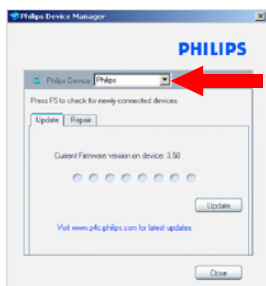 Philips Device Manager
PHILIPS
Philips Device Philips
Press F5 to check for newly connected devices.
Update Repair
Current Firmware version on device: 3.50
Update
Visit www.p4c.philips.com for latest updates
Close